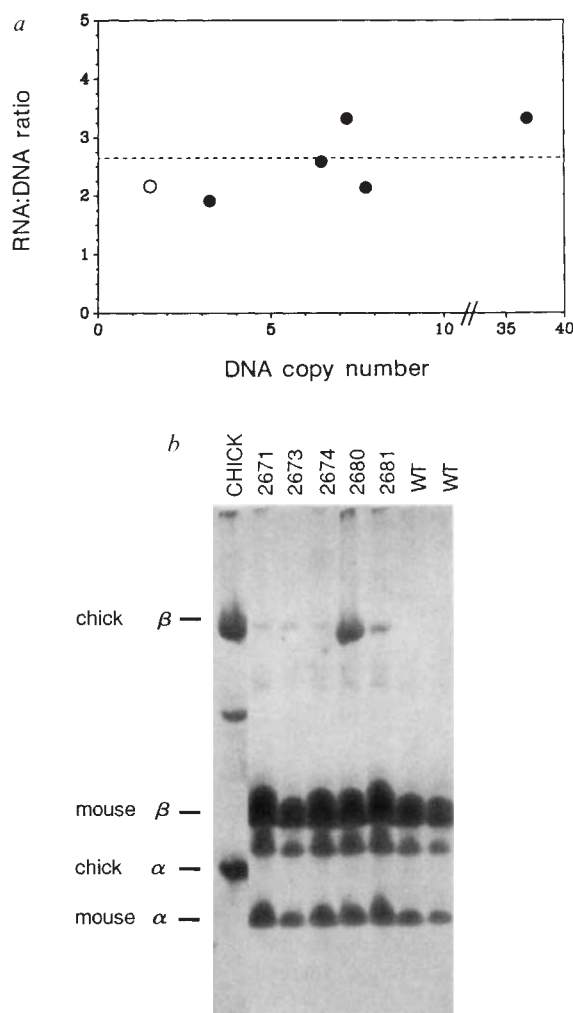 a
5
4
3
2
1
0
RNA:DNA ratio
0 5 10 // 35 40
DNA copy number
b
CHICK 2671 2673 2674 2680 2681 WT WT
chick β
mouse β
chick α
mouse α